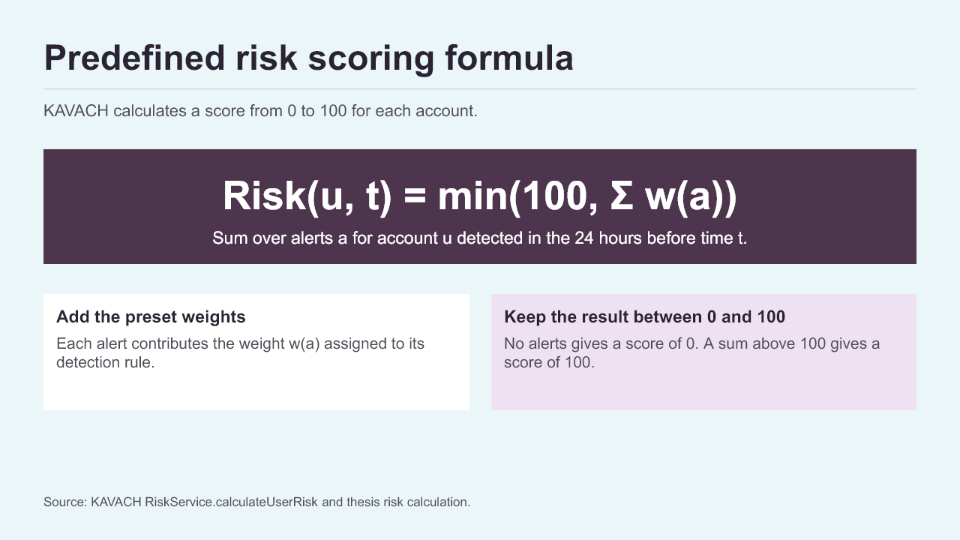 Predefined risk scoring formula
KAVACH calculates a score from 0 to 100 for each account.
Risk(u, t) = min(100, Σ w(a))
Sum over alerts a for account u detected in the 24 hours before time t.
Add the preset weights
Each alert contributes the weight w(a) assigned to its
detection rule.
Keep the result between 0 and 100
No alerts gives a score of 0. A sum above 100 gives a
score of 100.
Source: KAVACH RiskService.calculateUserRisk and thesis risk calculation.